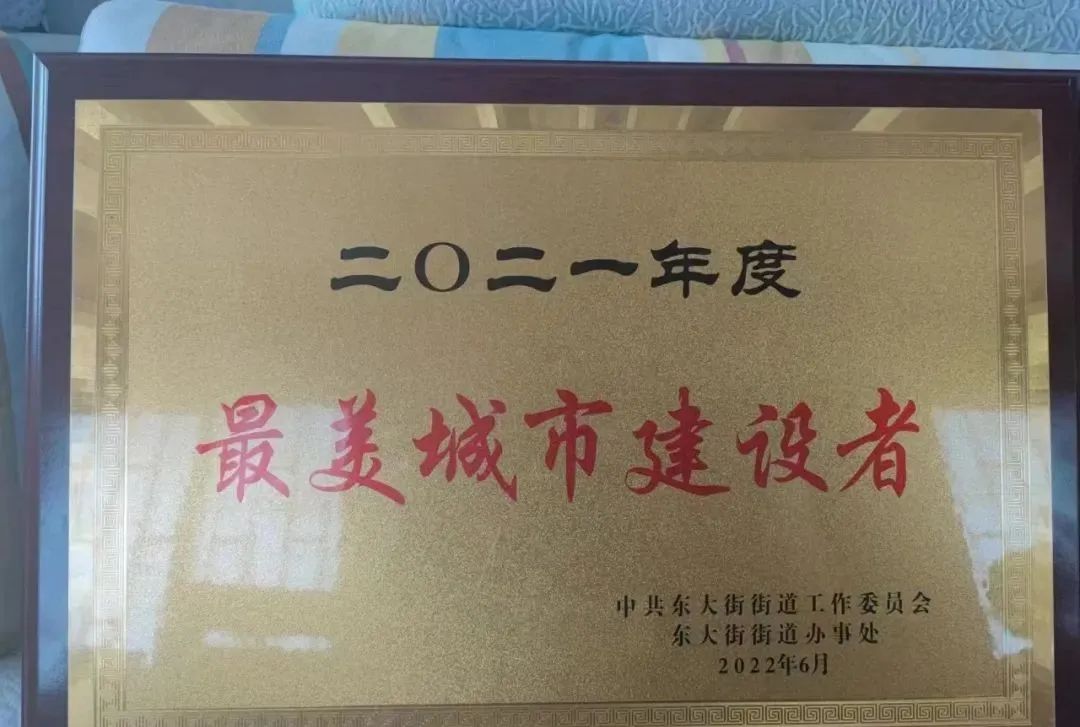 二〇二一年度
最美城市建设者
中共东大街街道工作委员会
东大街街道办事处
2022年6月